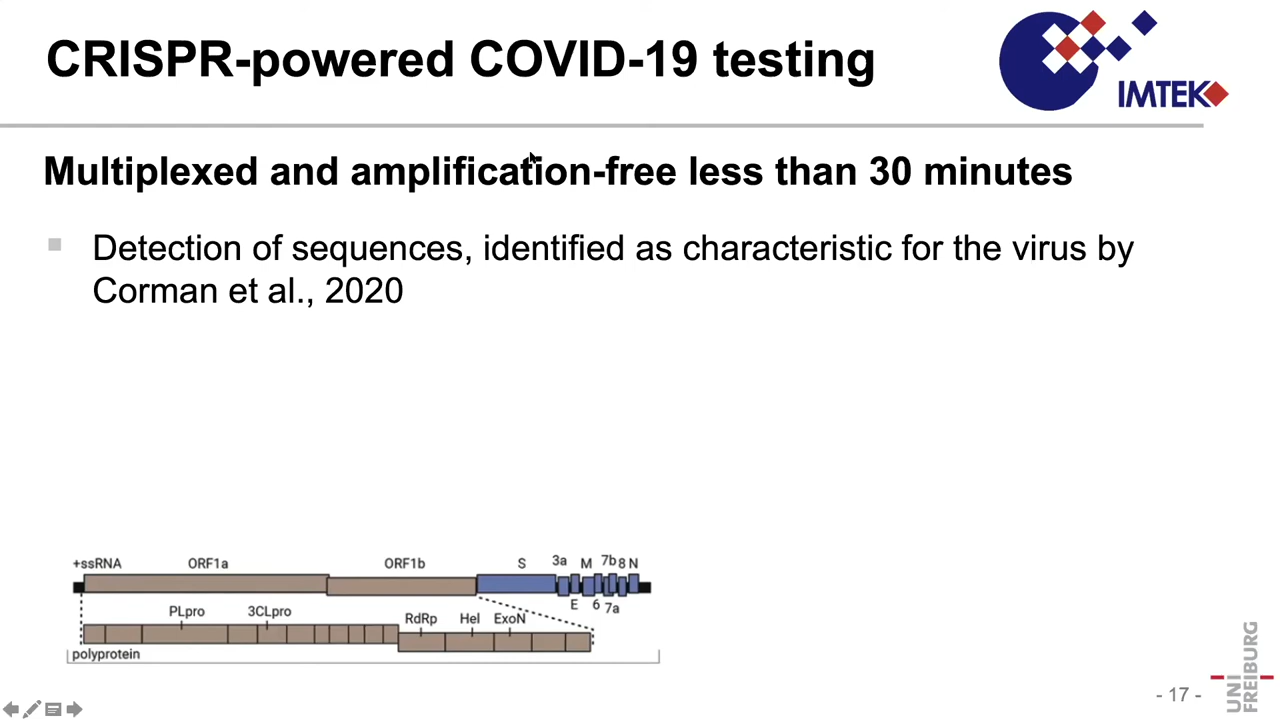 CRISPR-powered COVID-19 testing
IMTEK
Multiplexed and amplification-free less than 30 minutes
Detection of sequences, identified as characteristic for the virus by
Corman et al., 2020
+ssRNA ORF1a ORF1b S 3a M 7b 8 N
E 6 7a
PLpro 3CLpro RdRp Hel ExoN
polyprotein
- 17 -
UNI
FREIBURG